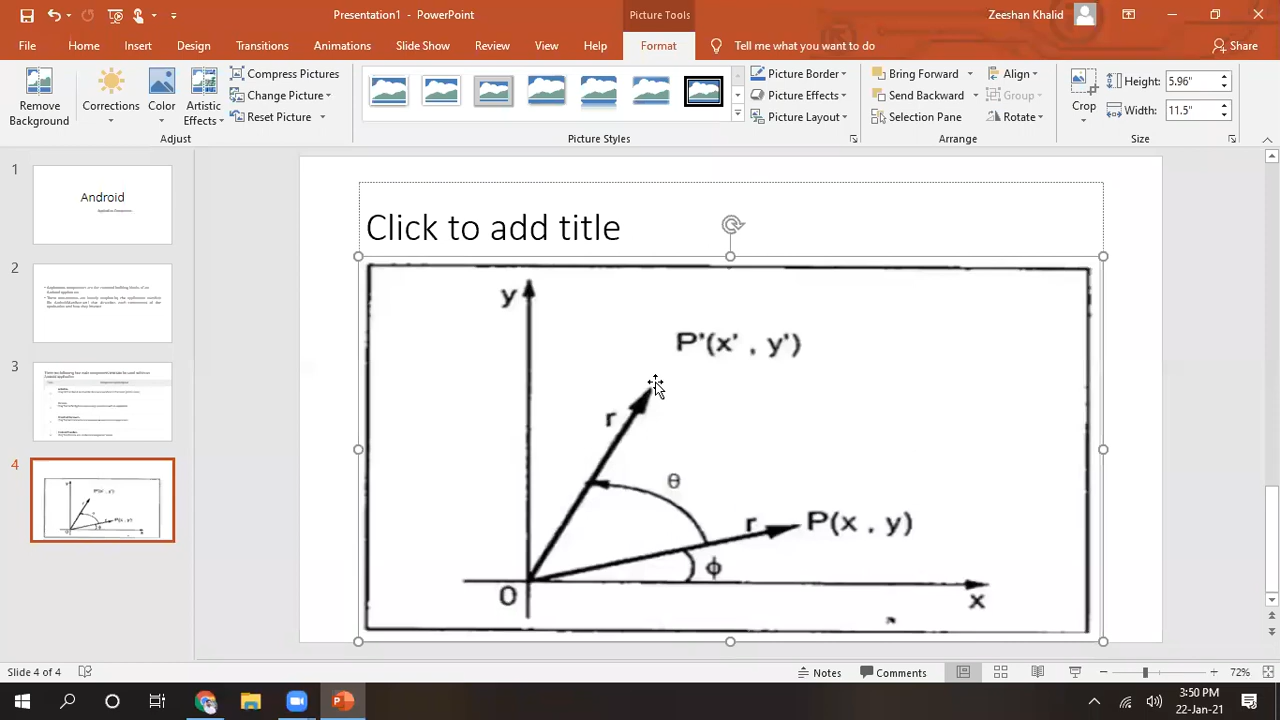 Presentation1 - PowerPoint
Picture Tools
Zeeshan Khalid
File Home Insert Design Transitions Animations Slide Show Review View Help Format Tell me what you want to do Share
Remove Background
Corrections
Color
Artistic Effects
Compress Pictures
Change Picture
Reset Picture
Adjust
Picture Styles
Picture Border
Picture Effects
Picture Layout
Bring Forward
Send Backward
Selection Pane
Align
Group
Rotate
Arrange
Crop
Height: 5.96"
Width: 11.5"
Size
1
Android
2
3
4
Click to add title
y
P'(x' , y')
r
θ
r
P(x , y)
ϕ
O
x
Slide 4 of 4
Notes
Comments
72%
3:50 PM
22-Jan-21